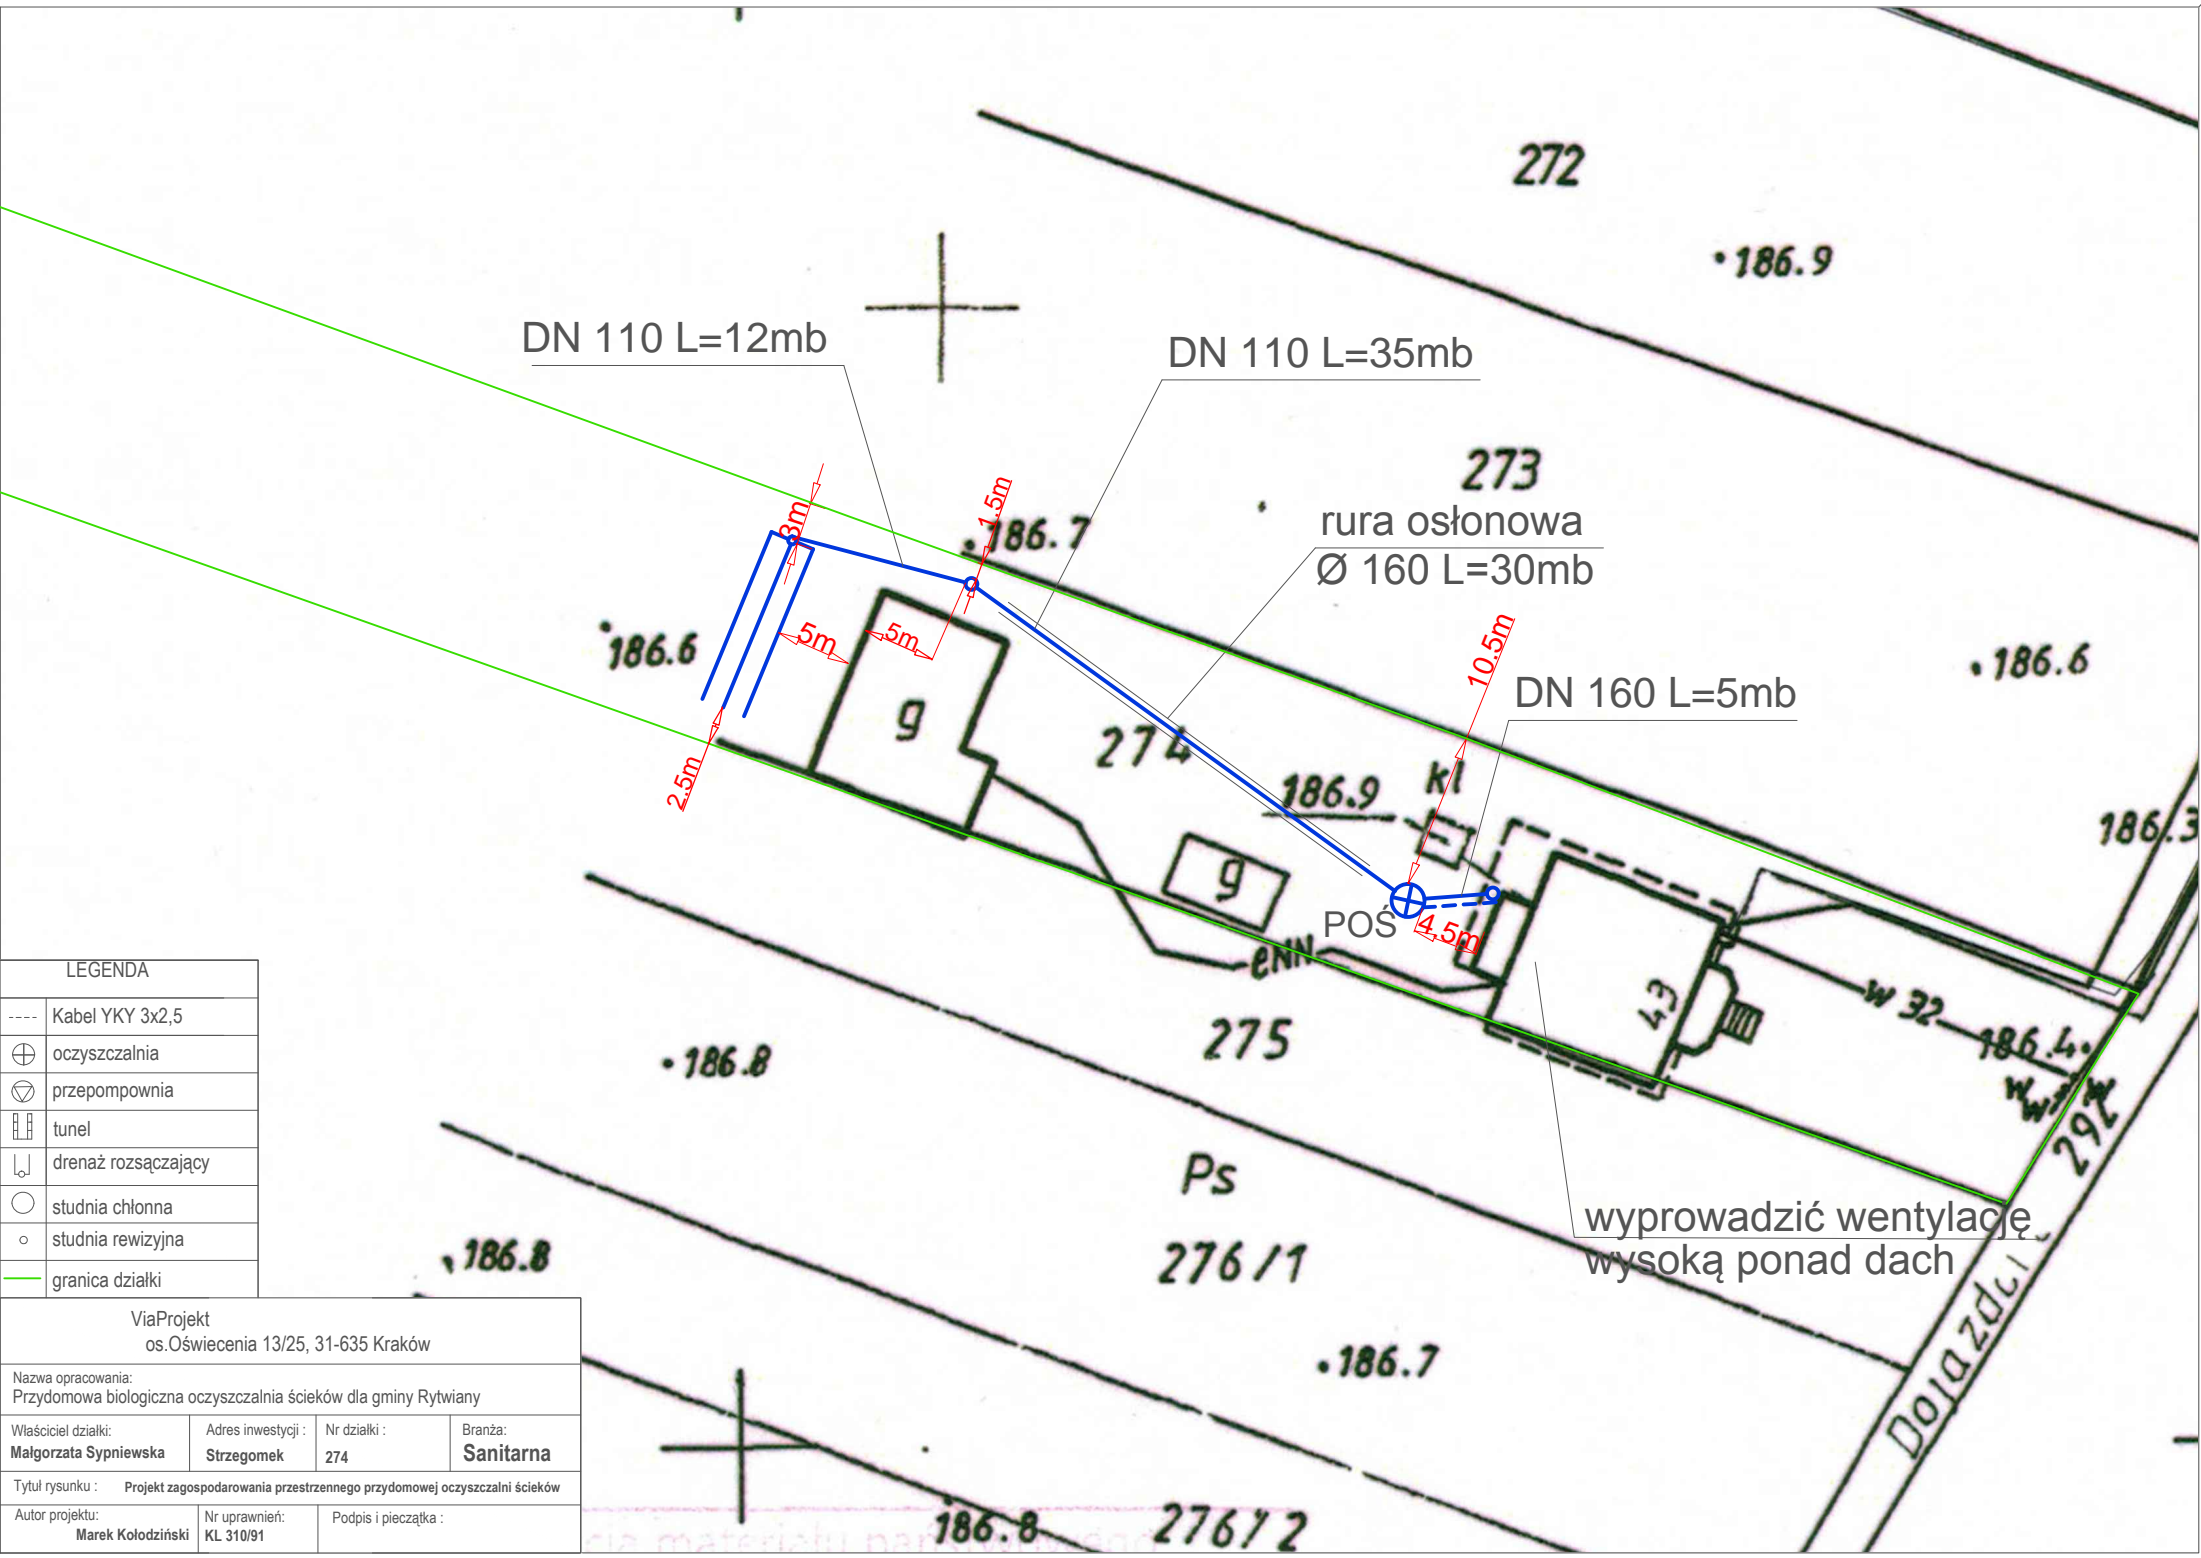 272
186.9
DN 110 L=12mb
DN 110 L=35mb
273
rura osłonowa
Ø 160 L=30mb
3m
1.5m
186.7
186.6
5m
5m
10.5m
186.6
DN 160 L=5mb
g
274
2.5m
186.9
kl
186.3
g
POŚ
4.5m
eNN
43
w 32
186.4
w
w
w
292
275
186.8
Ps
276/1
wyprowadzić wentylację
wysoką ponad dach
186.8
186.7
Dojazdowa
186.8
276/2
cja materiału państwowego
LEGENDA
Kabel YKY 3x2,5
oczyszczalnia
przepompownia
tunel
drenaż rozsączający
studnia chłonna
studnia rewizyjna
granica działki
ViaProjekt
os.Oświecenia 13/25, 31-635 Kraków
Nazwa opracowania:
Przydomowa biologiczna oczyszczalnia ścieków dla gminy Rytwiany
Właściciel działki:
Małgorzata Sypniewska
Adres inwestycji :
Strzegomek
Nr działki :
274
Branża:
Sanitarna
Tytuł rysunku : Projekt zagospodarowania przestrzennego przydomowej oczyszczalni ścieków
Autor projektu:
Marek Kołodziński
Nr uprawnień:
KL 310/91
Podpis i pieczątka :